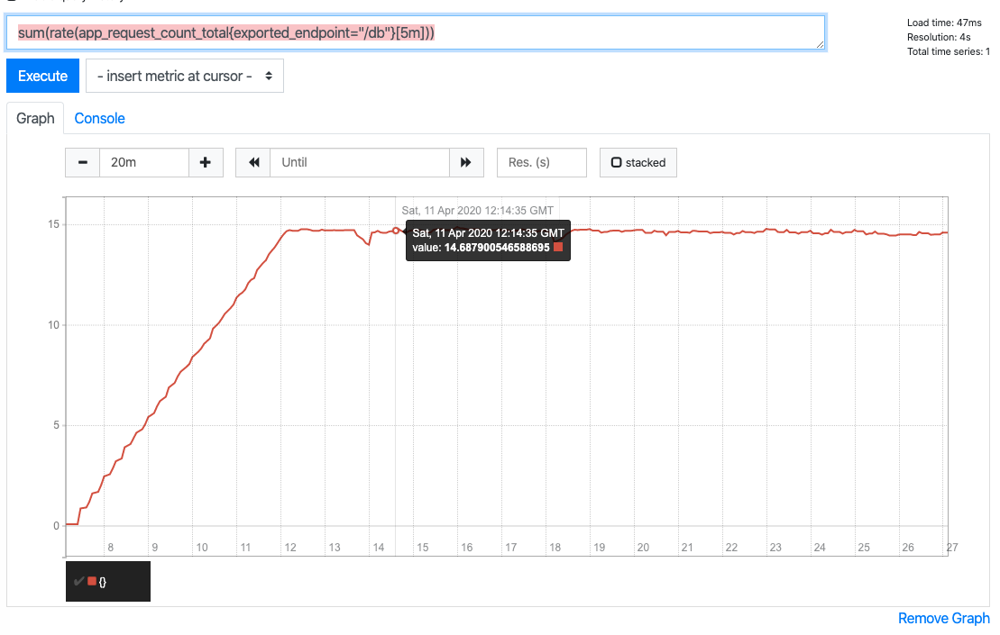 sum(rate(app_request_count_total{exported_endpoint="/db"}[5m]))
Load time: 47ms
Resolution: 4s
Total time series: 1
Execute
- insert metric at cursor -
Graph
Console
20m
Until
Res. (s)
stacked
Sat, 11 Apr 2020 12:14:35 GMT
Sat, 11 Apr 2020 12:14:35 GMT
value: 14.687900546588695
15
10
5
0
8 9 10 11 12 13 14 15 16 17 18 19 20 21 22 23 24 25 26 27
{}
Remove Graph